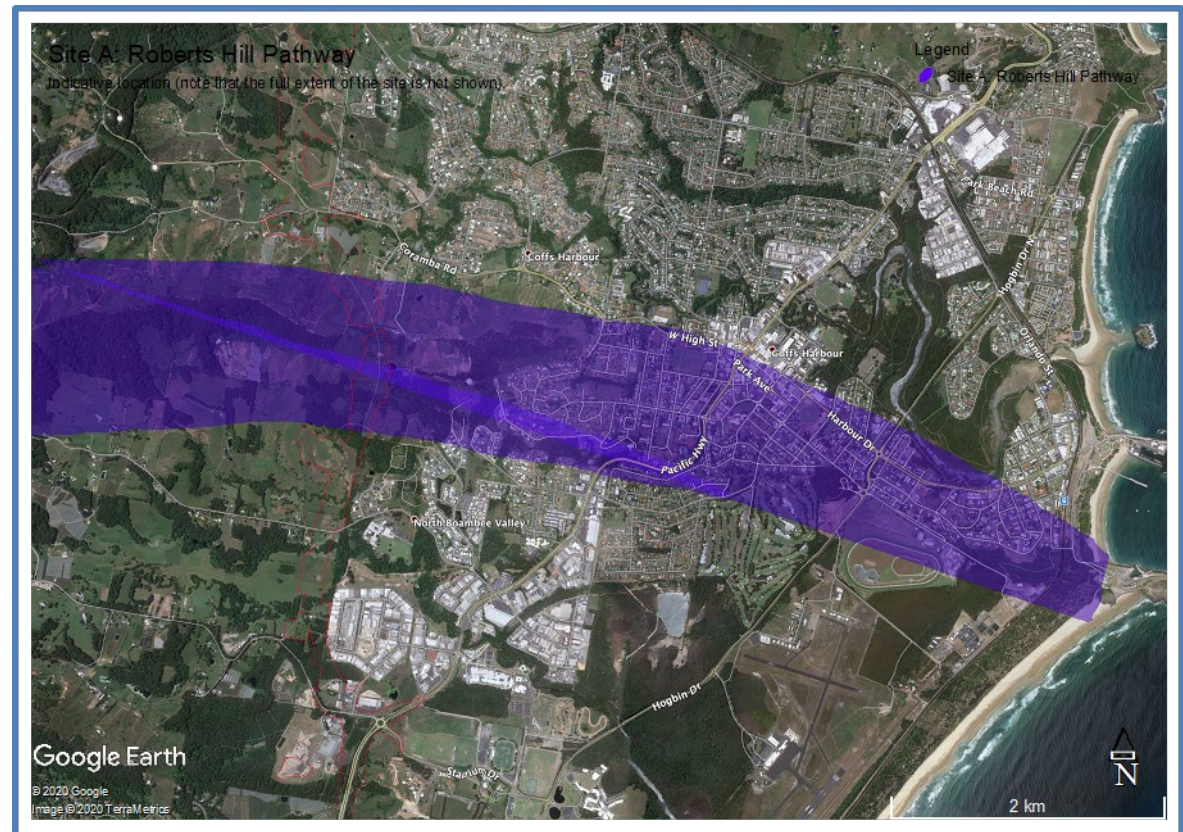 Site A: Roberts Hill Pathway
Indicative location (note that the full extent of the site is not shown).
Legend
Site A: Roberts Hill Pathway
Park Beach Rd
Coramba Rd
Coffs Harbour
Hogbin Dr N
Orlando St
W High St
Coffs Harbour
Park Ave
Harbour Dr
Pacific Hwy
North Boambee Valley
Hogbin Dr
Stadium Dr
Google Earth
© 2020 Google
Image © 2020 TerraMetrics
N
2 km